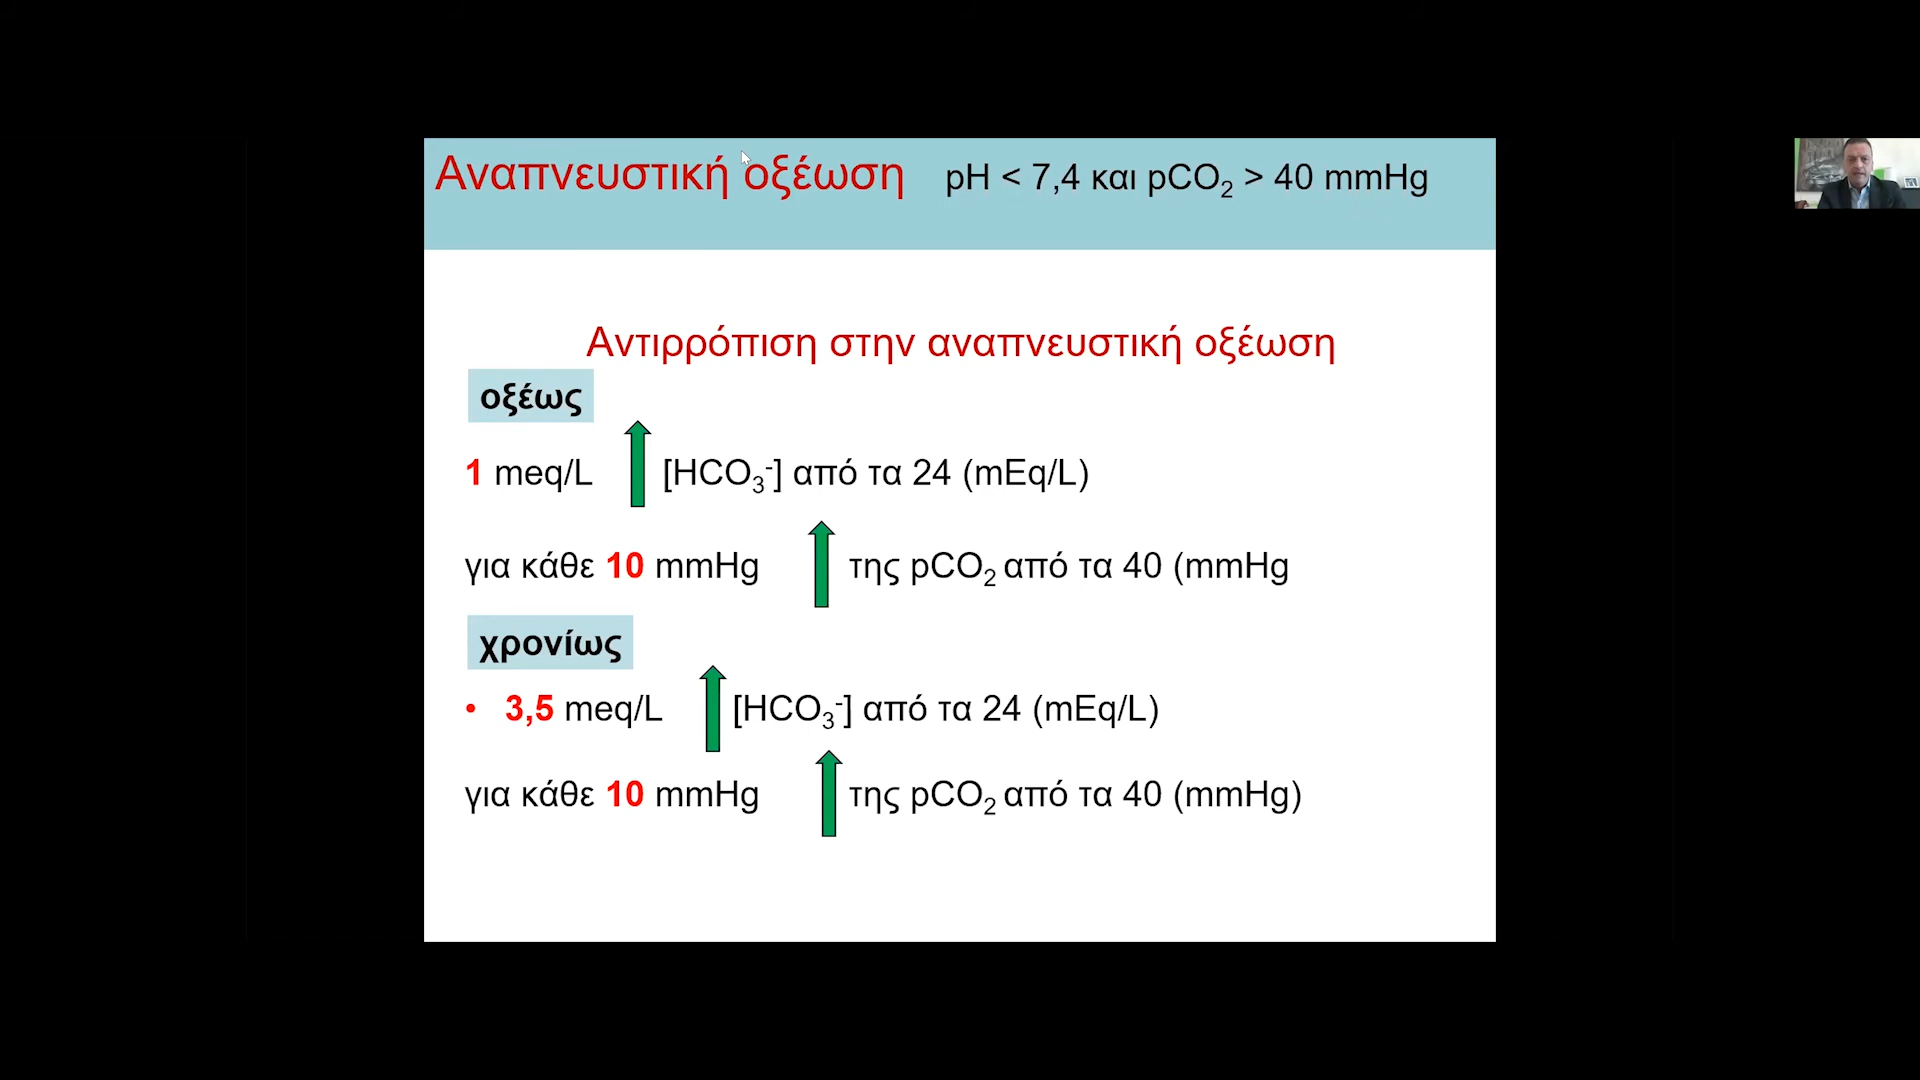 Αναπνευστική οξέωση pH < 7,4 και pCO₂ > 40 mmHg
Αντιρρόπιση στην αναπνευστική οξέωση
οξέως
1 meq/L [HCO₃⁻] από τα 24 (mEq/L)
για κάθε 10 mmHg της pCO₂ από τα 40 (mmHg
χρονίως
• 3,5 meq/L [HCO₃⁻] από τα 24 (mEq/L)
για κάθε 10 mmHg της pCO₂ από τα 40 (mmHg)